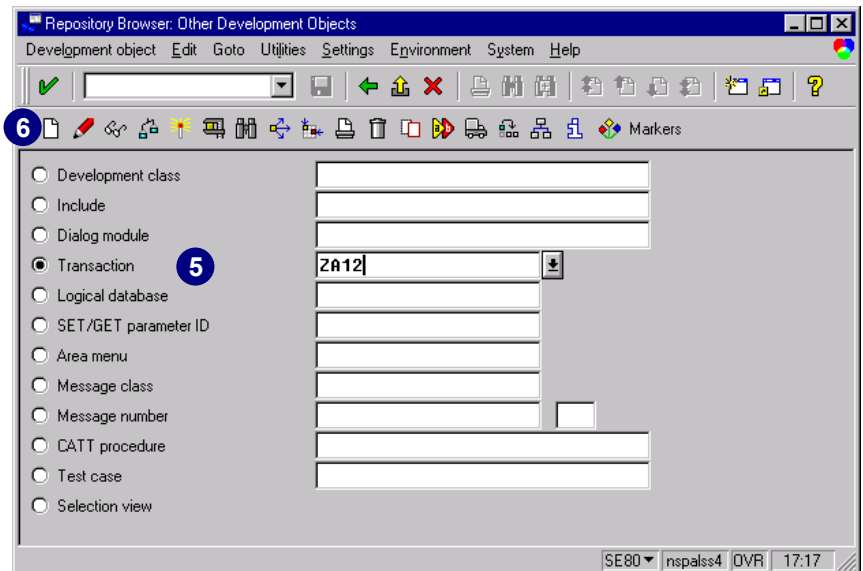 Repository Browser: Other Development Objects
Development object Edit Goto Utilities Settings Environment System Help
6 Markers
Development class
Include
Dialog module
Transaction 5 ZA12
Logical database
SET/GET parameter ID
Area menu
Message class
Message number
CATT procedure
Test case
Selection view
SE80 nspalss4 OVR 17:17